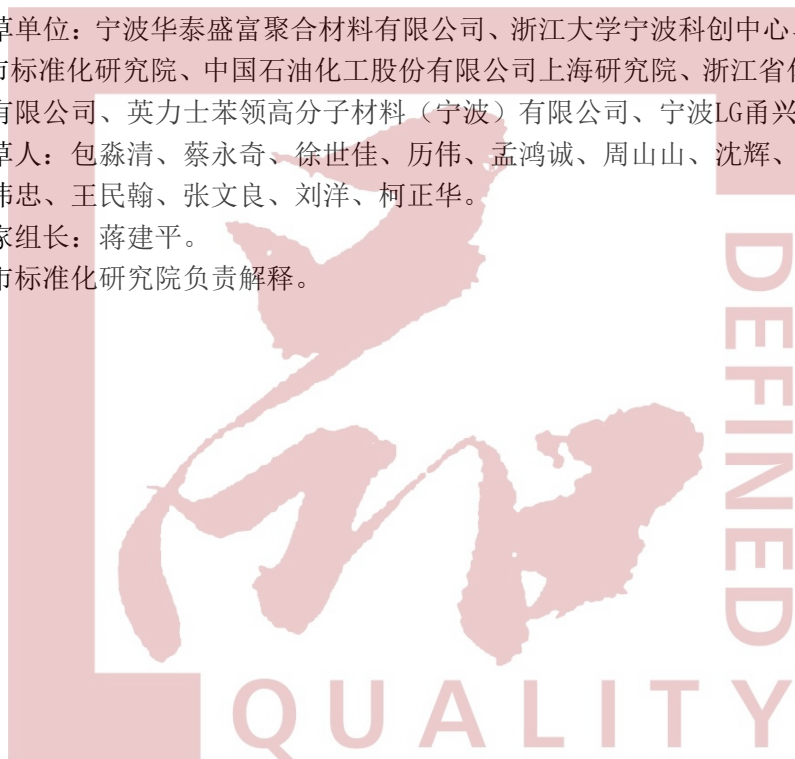 草单位：宁波华泰盛富聚合材料有限公司、浙江大学宁波科创中心、
市标准化研究院、中国石油化工股份有限公司上海研究院、浙江省化
有限公司、英力士苯领高分子材料（宁波）有限公司、宁波LG甬兴
草人：包淼清、蔡永奇、徐世佳、历伟、孟鸿诚、周山山、沈辉、
韦忠、王民翰、张文良、刘洋、柯正华。
家组长：蒋建平。
市标准化研究院负责解释。
DEFINED
QUALITY